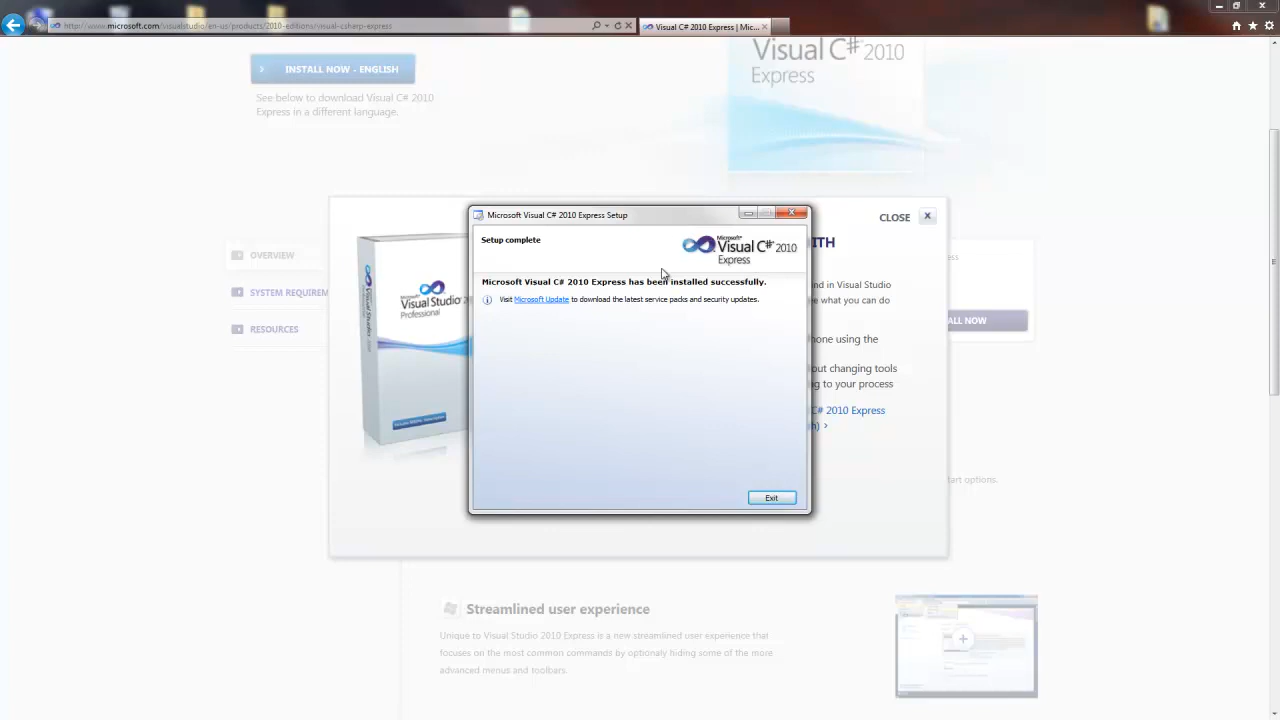 http://www.microsoft.com/visualstudio/en-us/products/2010-editions/visual-csharp-express
Visual C# 2010 Express | Mic...
Visual C# 2010
Express
INSTALL NOW - ENGLISH
See below to download Visual C# 2010
Express in a different language.
CLOSE
Microsoft Visual C# 2010 Express Setup
Setup complete
Microsoft®
Visual C#® 2010
Express
Microsoft Visual C# 2010 Express has been installed successfully.
Visit Microsoft Update to download the latest service packs and security updates.
Exit
OVERVIEW
SYSTEM REQUIREM
RESOURCES
Visual Studio
Professional
Visual Studio
ITH
nd in Visual Studio
ee what you can do
hone using the
out changing tools
g to your process
C# 2010 Express
h) ›
ess
ALL NOW
tart options.
Streamlined user experience
Unique to Visual Studio 2010 Express is a new streamlined user experience that
focuses on the most common commands by optionaly hiding some of the more
advanced menus and toolbars.